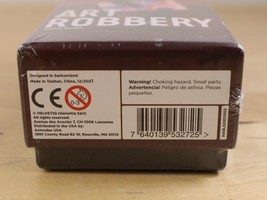 ROBBERY
Designed in Switzerland
Made in Taishan, China, 12/2021
CE
0-3
© HELVETIQ (Helvetia Sàrl)
All rights reserved
Avenue des Acacias 7, CH-1006 Lausanne
Distributed in the USA by:
Asmodee USA
1995 County Road B2 W, Roseville, MN 55113
Warning! Choking hazard. Small parts.
Advertencia! Peligro de asfixia. Piezas
pequeñas.
7 640139 532725 >